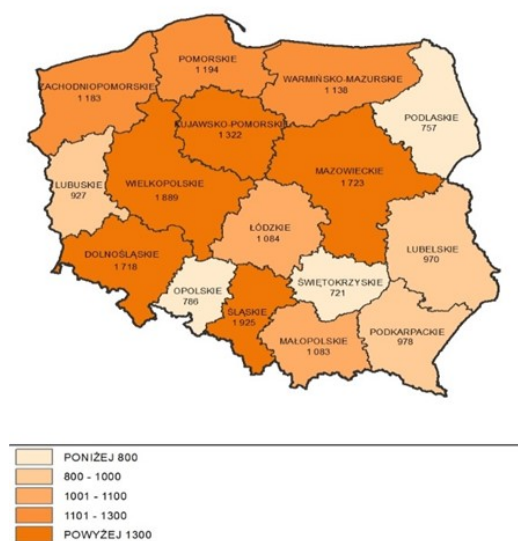 POMORSKIE
1 194
ZACHODNIOPOMORSKIE
1 183
WARMIŃSKO-MAZURSKIE
1 138
PODLASKIE
757
KUJAWSKO-POMORSKIE
1 322
MAZOWIECKIE
1 723
WIELKOPOLSKIE
1 889
LUBUSKIE
927
ŁÓDZKIE
1 084
LUBELSKIE
970
DOLNOŚLĄSKIE
1 718
OPOLSKIE
786
ŚWIĘTOKRZYSKIE
721
ŚLĄSKIE
1 925
PODKARPACKIE
978
MAŁOPOLSKIE
1 083
PONIŻEJ 800
800 - 1000
1001 - 1100
1101 - 1300
POWYŻEJ 1300